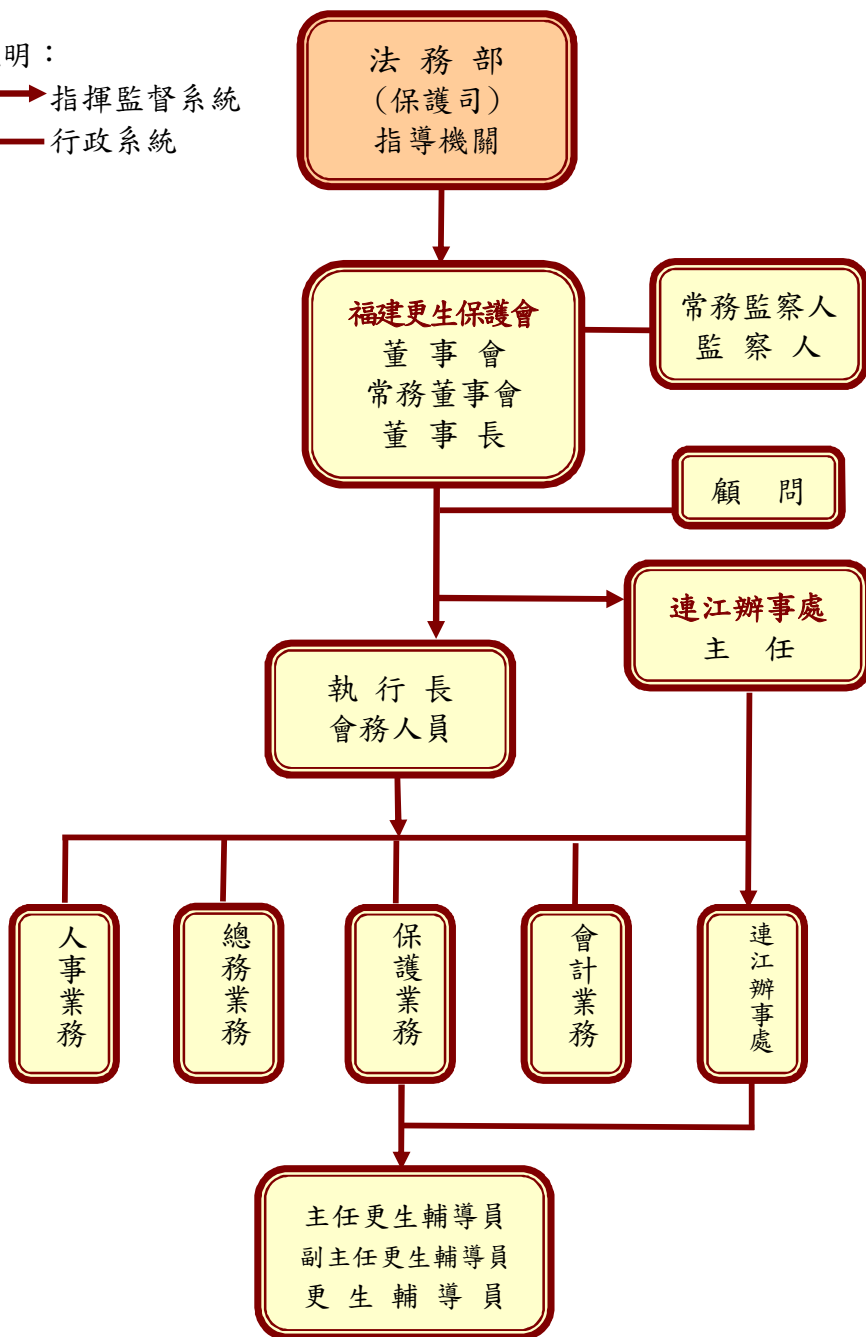 明：
指揮監督系統
行政系統
法務部
（保護司）
指導機關
福建更生保護會
董事會
常務董事會
董事長
常務監察人
監察人
顧問
連江辦事處
主任
執行長
會務人員
人事業務
總務業務
保護業務
會計業務
連江辦事處
主任更生輔導員
副主任更生輔導員
更生輔導員